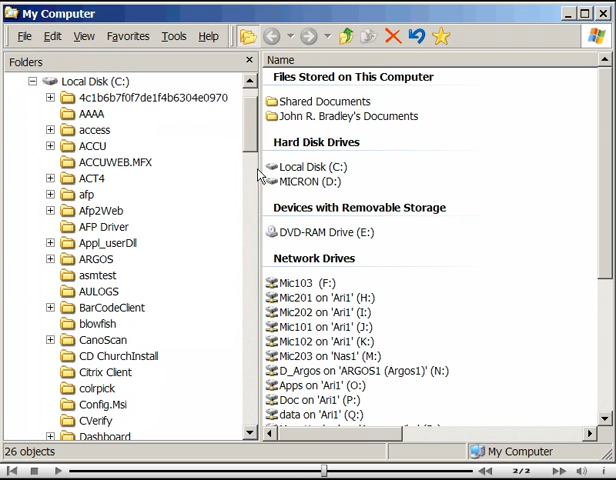 My Computer
File Edit View Favorites Tools Help
Folders
Local Disk (C:)
4c1b6b7f0f7de1f4b6304e0970
AAAA
access
ACCU
ACCUWEB.MFX
ACT4
afp
Afp2Web
AFP Driver
Appl_userDll
ARGOS
asmtest
AULOGS
BarCodeClient
blowfish
CanoScan
CD ChurchInstall
Citrix Client
colrpick
Config.Msi
CVerify
Dashboard
Name
Files Stored on This Computer
Shared Documents
John R. Bradley's Documents
Hard Disk Drives
Local Disk (C:)
MICRON (D:)
Devices with Removable Storage
DVD-RAM Drive (E:)
Network Drives
Mic103 (F:)
Mic201 on 'Ari1' (H:)
Mic202 on 'Ari1' (I:)
Mic101 on 'Ari1' (J:)
Mic102 on 'Ari1' (K:)
Mic203 on 'Nas1' (M:)
D_Argos on 'ARGOS1 (Argos1)' (N:)
Apps on 'Ari1' (O:)
Doc on 'Ari1' (P:)
data on 'Ari1' (Q:)
26 objects
My Computer
2/2